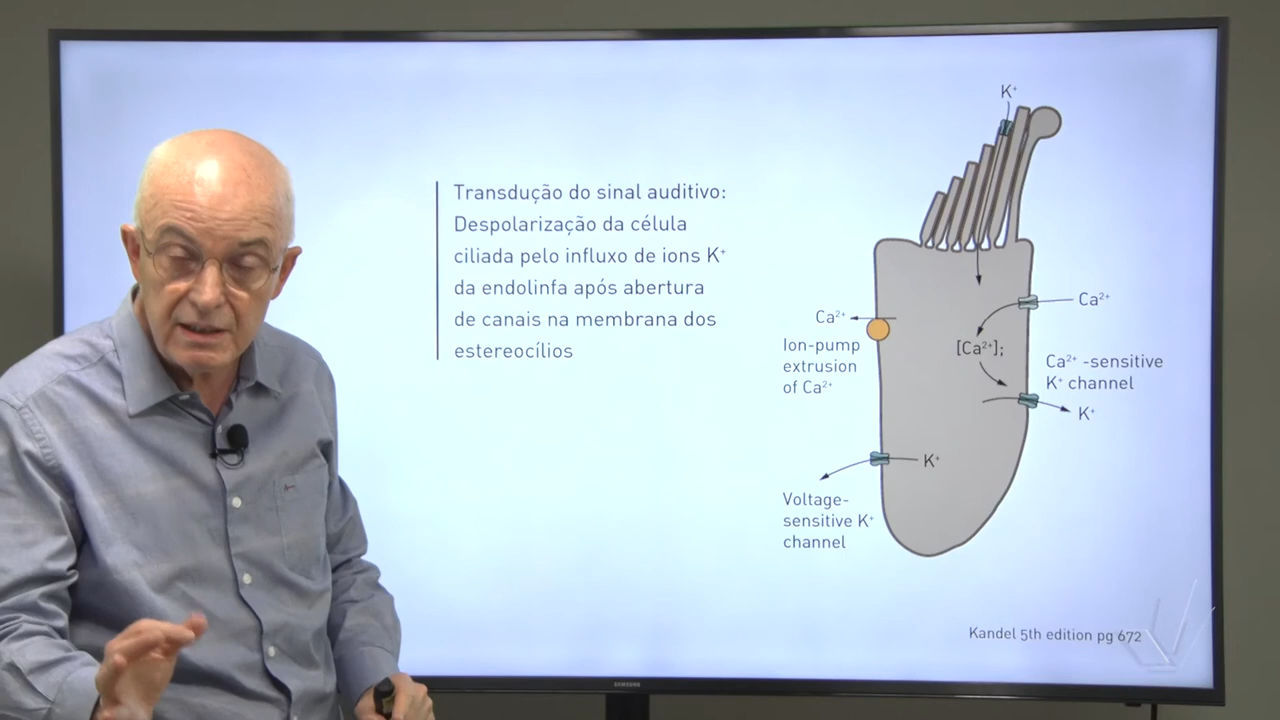 K⁺
Transdução do sinal auditivo:
Despolarização da célula
ciliada pelo influxo de ions K⁺
da endolinfa após abertura
de canais na membrana dos
estereocílios
Ca²⁺
Ca²⁺
Ion-pump
extrusion
of Ca²⁺
[Ca²⁺];
Ca²⁺ -sensitive
K⁺ channel
K⁺
K⁺
Voltage-
sensitive K⁺
channel
Kandel 5th edition pg 672
SAMSUNG